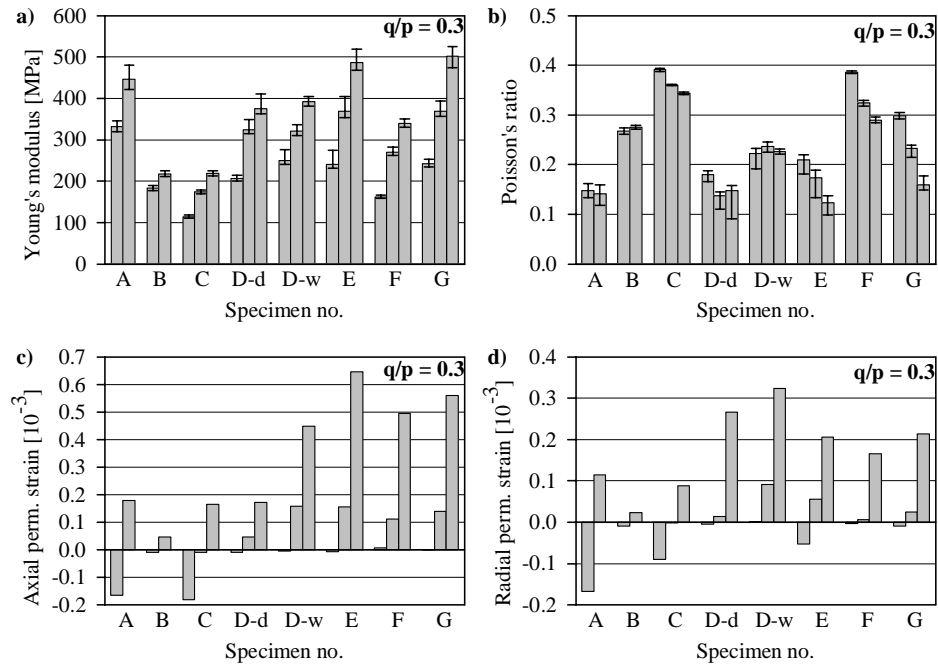 a)
q/p = 0.3
Young's modulus [MPa]
600
500
400
300
200
100
0
A B C D-d D-w E F G
Specimen no.
b)
q/p = 0.3
Poisson's ratio
0.5
0.4
0.3
0.2
0.1
0.0
A B C D-d D-w E F G
Specimen no.
c)
q/p = 0.3
Axial perm. strain [10-3]
0.7
0.6
0.5
0.4
0.3
0.2
0.1
0.0
-0.1
-0.2
A B C D-d D-w E F G
Specimen no.
d)
q/p = 0.3
Radial perm. strain [10-3]
0.4
0.3
0.2
0.1
0.0
-0.1
-0.2
A B C D-d D-w E F G
Specimen no.